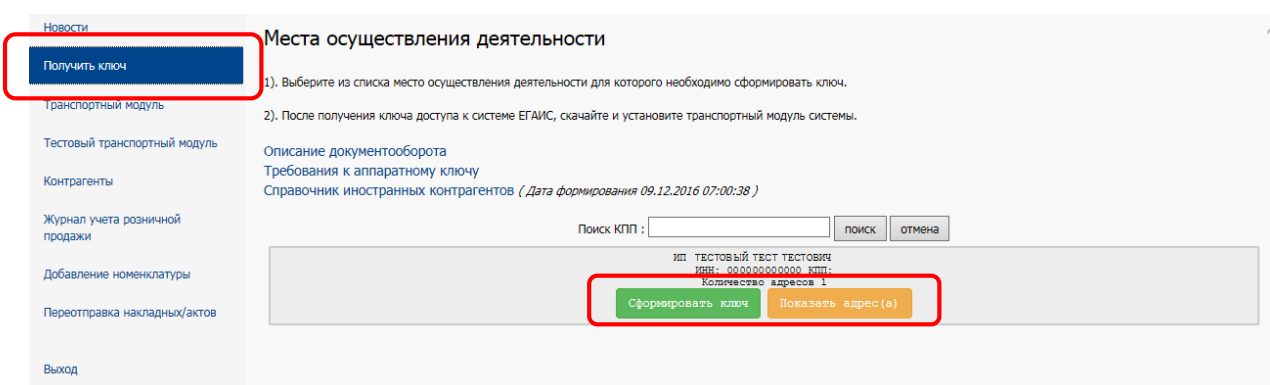 Новости
Получить ключ
Транспортный модуль
Тестовый транспортный модуль
Контрагенты
Журнал учета розничной
продажи
Добавление номенклатуры
Переотправка накладных/актов
Выход
Места осуществления деятельности
1). Выберите из списка место осуществления деятельности для которого необходимо сформировать ключ.
2). После получения ключа доступа к системе ЕГАИС, скачайте и установите транспортный модуль системы.
Описание документооборота
Требования к аппаратному ключу
Справочник иностранных контрагентов ( Дата формирования 09.12.2016 07:00:38 )
Поиск КПП : поиск отмена
ИП ТЕСТОВЫЙ ТЕСТ ТЕСТОВИЧ
ИНН: 000000000000 КПП:
Количество адресов 1
Сформировать ключ Показать адрес(а)